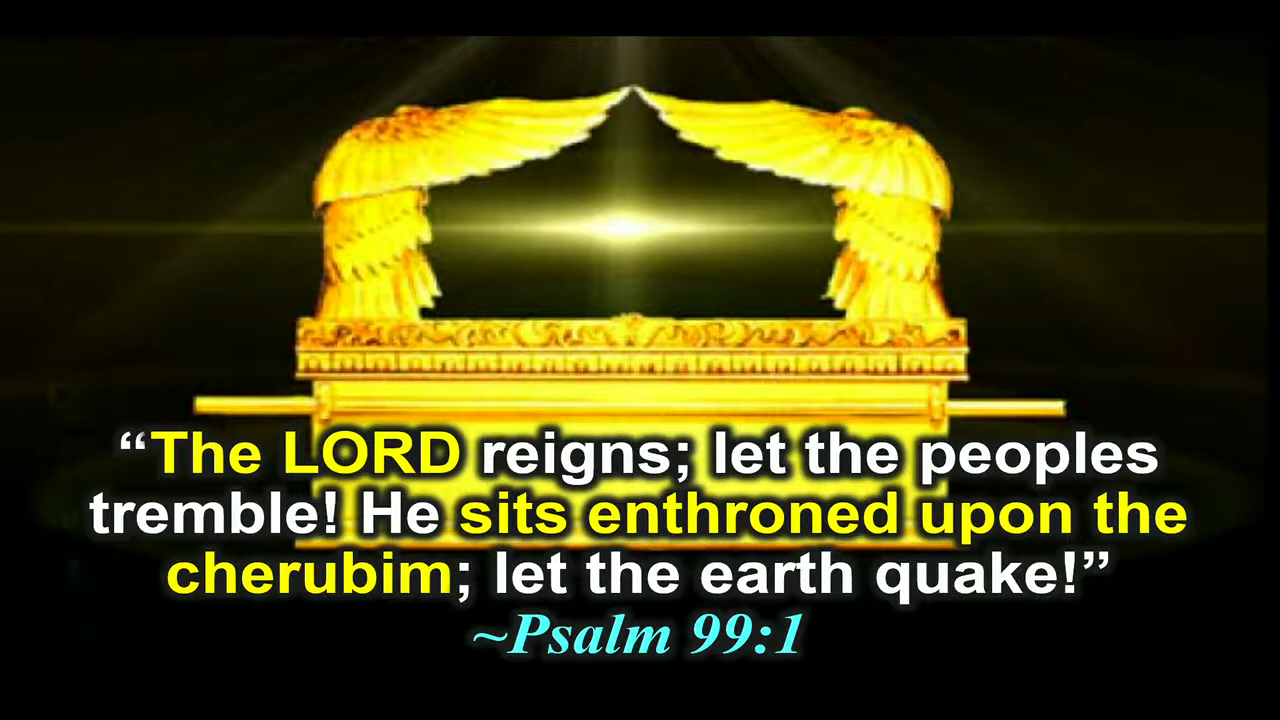 “The LORD reigns; let the peoples
tremble! He sits enthroned upon the
cherubim; let the earth quake!”
~Psalm 99:1